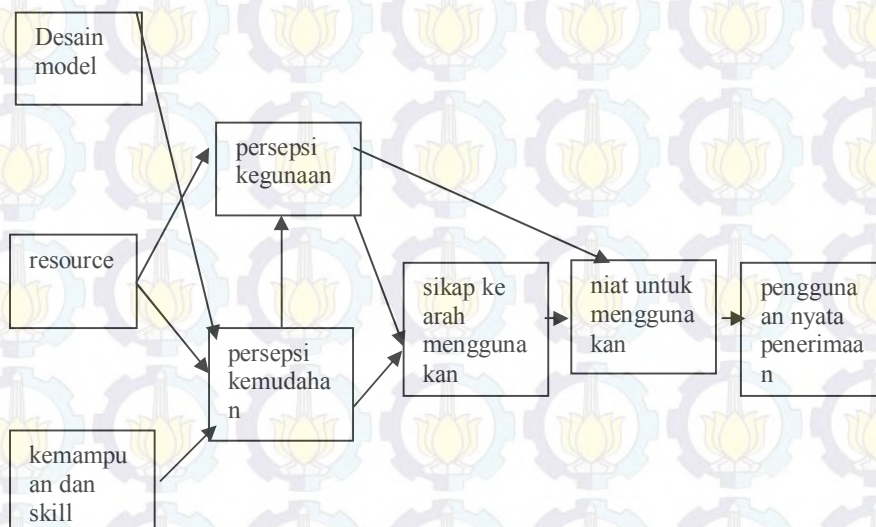 Desain
model
persepsi
kegunaan
resource
sikap ke
arah
mengguna
kan
niat untuk
mengguna
kan
pengguna
an nyata
penerimaa
n
persepsi
kemudaha
n
kemampu
an dan
skill